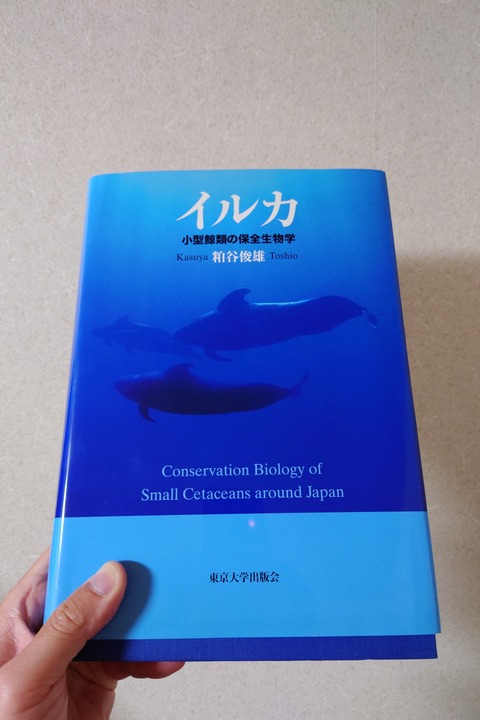 イルカ
小型鯨類の保全生物学
Kasuya 粕谷俊雄 Toshio
Conservation Biology of
Small Cetaceans around Japan
東京大学出版会